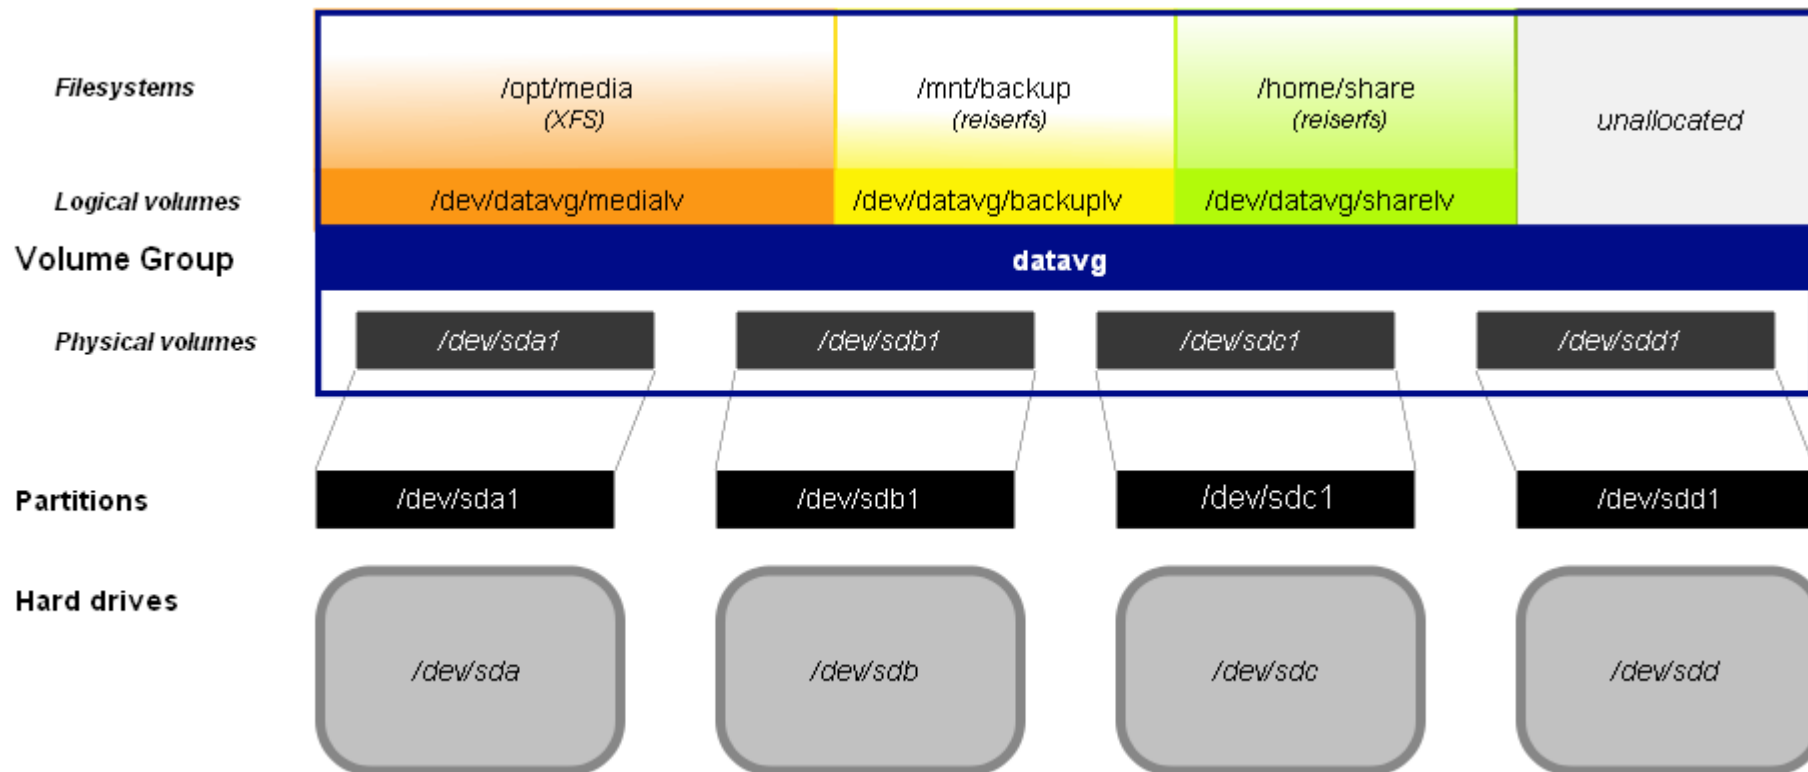 Filesystems
/opt/media
(XFS)
/mnt/backup
(reiserfs)
/home/share
(reiserfs)
unallocated
Logical volumes
/dev/datavg/medialv
/dev/datavg/backuplv
/dev/datavg/sharelv
Volume Group
datavg
Physical volumes
/dev/sda1
/dev/sdb1
/dev/sdc1
/dev/sdd1
Partitions
/dev/sda1
/dev/sdb1
/dev/sdc1
/dev/sdd1
Hard drives
/dev/sda
/dev/sdb
/dev/sdc
/dev/sdd